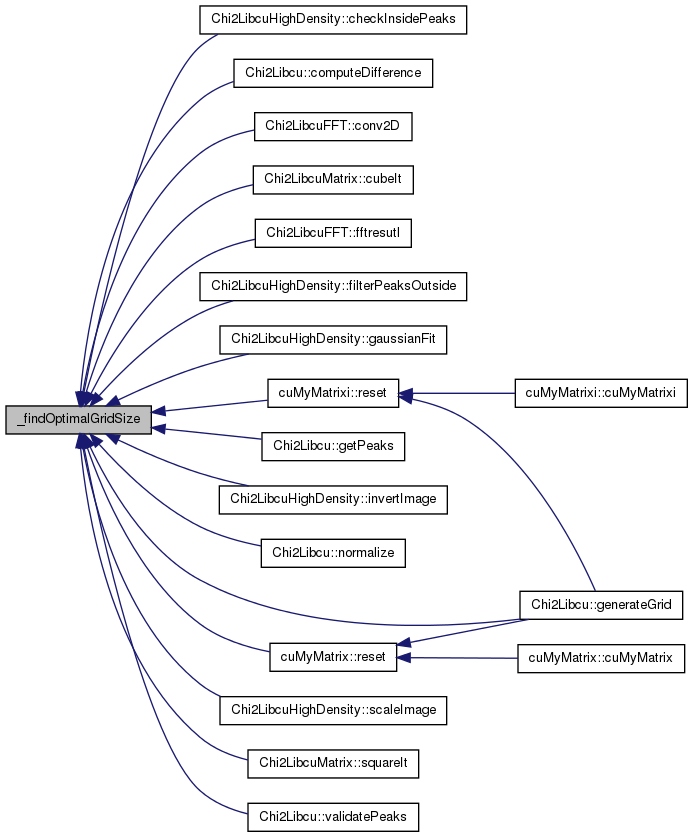 Chi2LibcuHighDensity::checkInsidePeaks
Chi2Libcu::computeDifference
Chi2LibcuFFT::conv2D
Chi2LibcuMatrix::cubeIt
Chi2LibcuFFT::fftresutl
Chi2LibcuHighDensity::filterPeaksOutside
Chi2LibcuHighDensity::gaussianFit
cuMyMatrixi::reset
cuMyMatrixi::cuMyMatrixi
_findOptimalGridSize
Chi2Libcu::getPeaks
Chi2LibcuHighDensity::invertImage
Chi2Libcu::normalize
Chi2Libcu::generateGrid
cuMyMatrix::reset
cuMyMatrix::cuMyMatrix
Chi2LibcuHighDensity::scaleImage
Chi2LibcuMatrix::squareIt
Chi2Libcu::validatePeaks